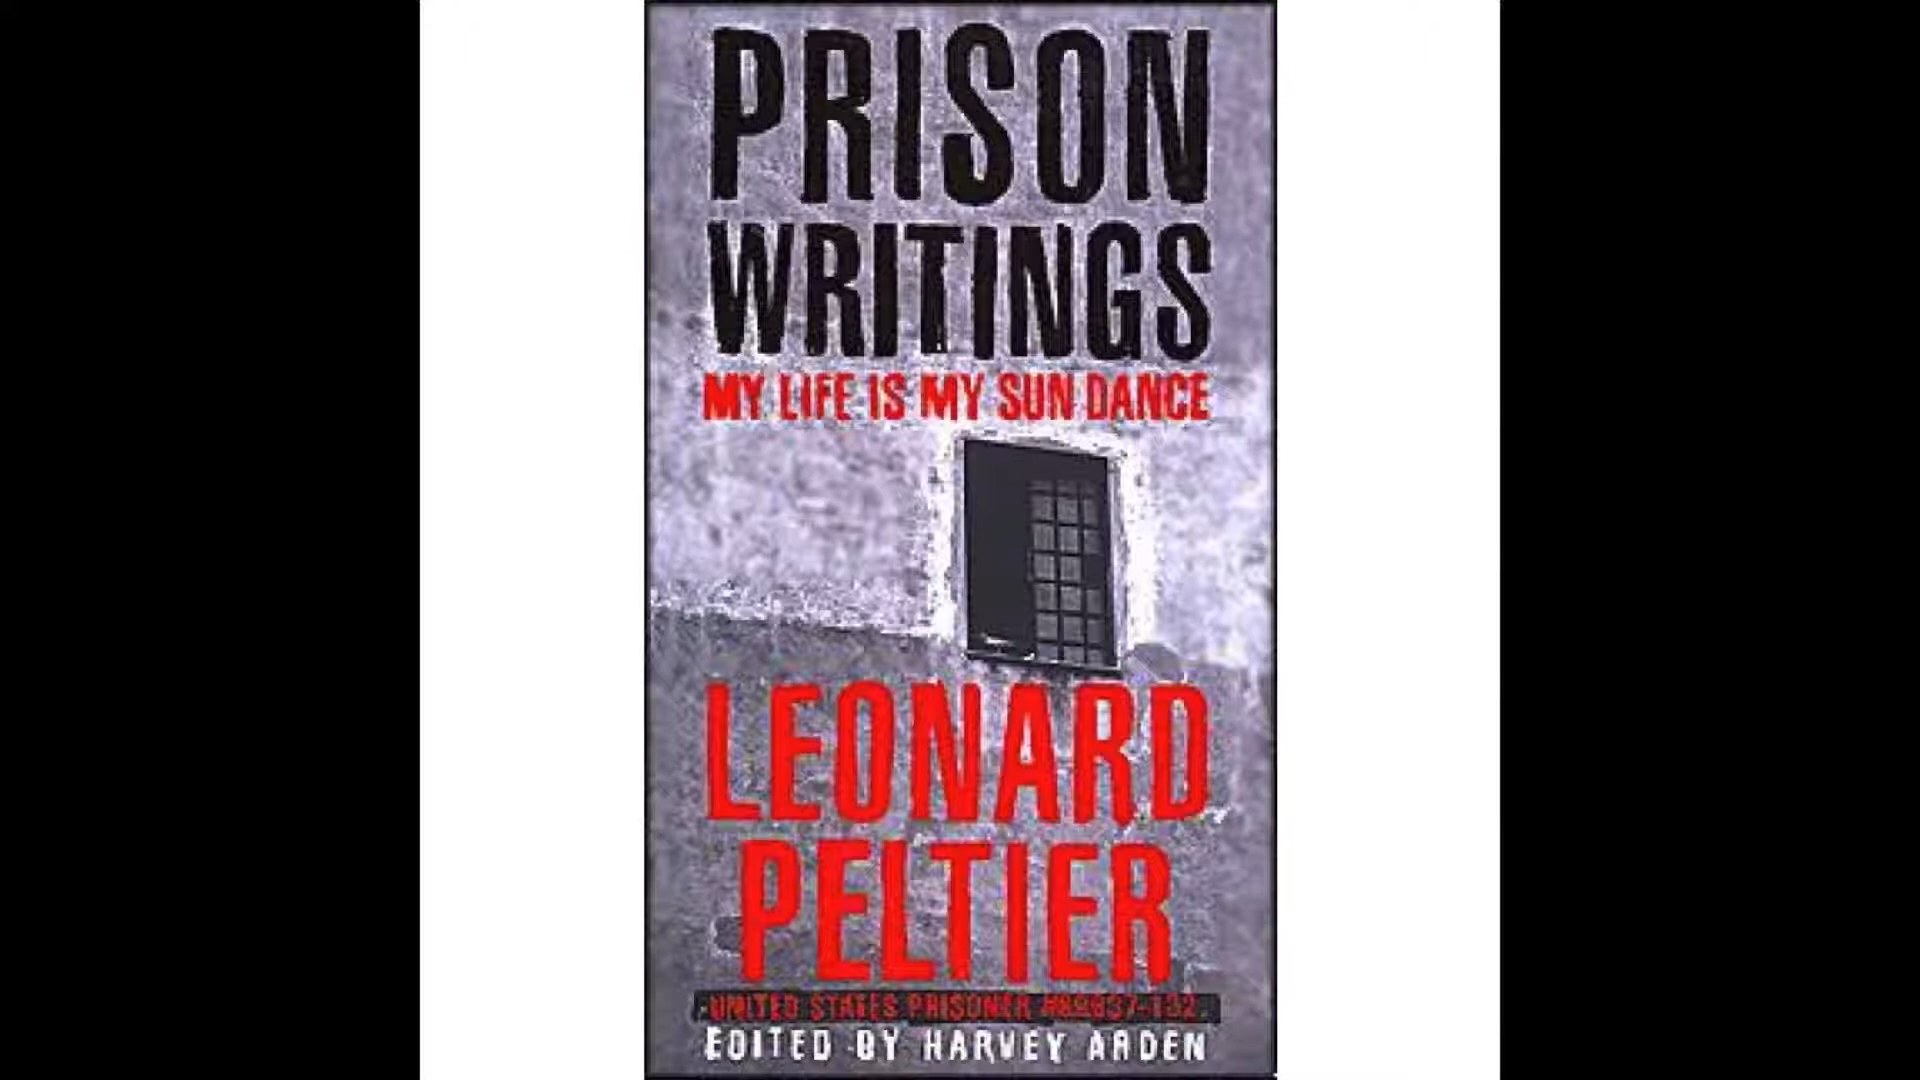 PRISON
WRITINGS
MY LIFE IS MY SUN DANCE
LEONARD
PELTIER
UNITED STATES PRISONER #89637-132
EDITED BY HARVEY ARDEN